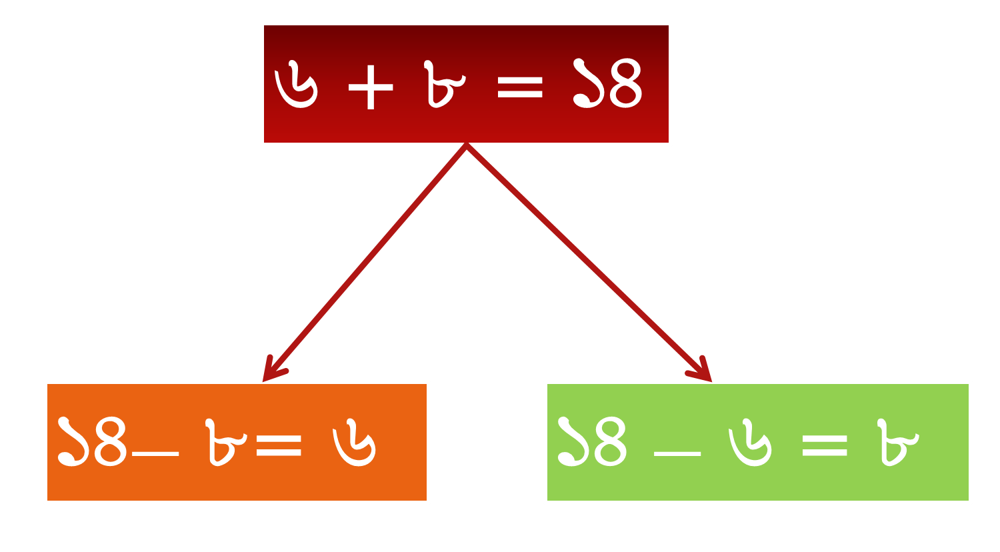 ৬ + ৮ = ১৪
১৪– ৮= ৬
১৪ – ৬ = ৮